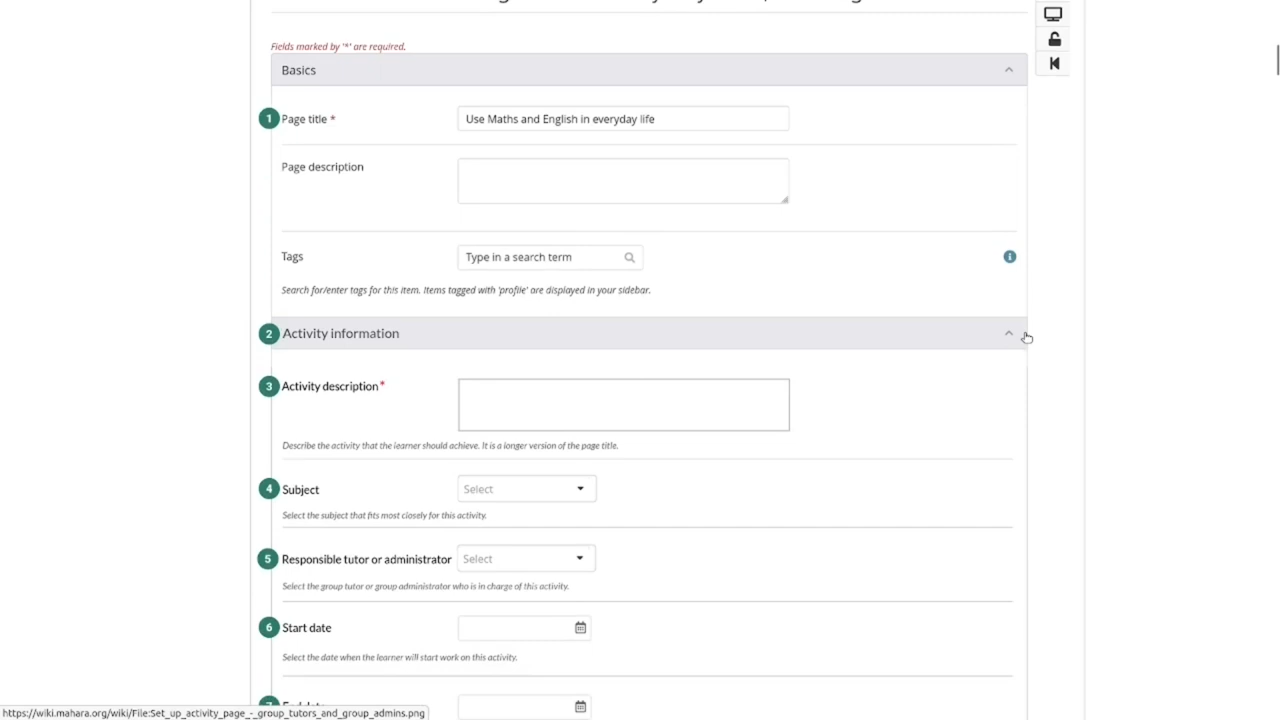 Fields marked by '*' are required.
Basics
1 Page title *
Use Maths and English in everyday life
Page description
Tags
Type in a search term
Search for/enter tags for this item. Items tagged with 'profile' are displayed in your sidebar.
2 Activity information
3 Activity description*
Describe the activity that the learner should achieve. It is a longer version of the page title.
4 Subject
Select
Select the subject that fits most closely for this activity.
5 Responsible tutor or administrator
Select
Select the group tutor or group administrator who is in charge of this activity.
6 Start date
Select the date when the learner will start work on this activity.
7 End date
https://wiki.mahara.org/wiki/File:Set_up_activity_page_-_group_tutors_and_group_admins.png